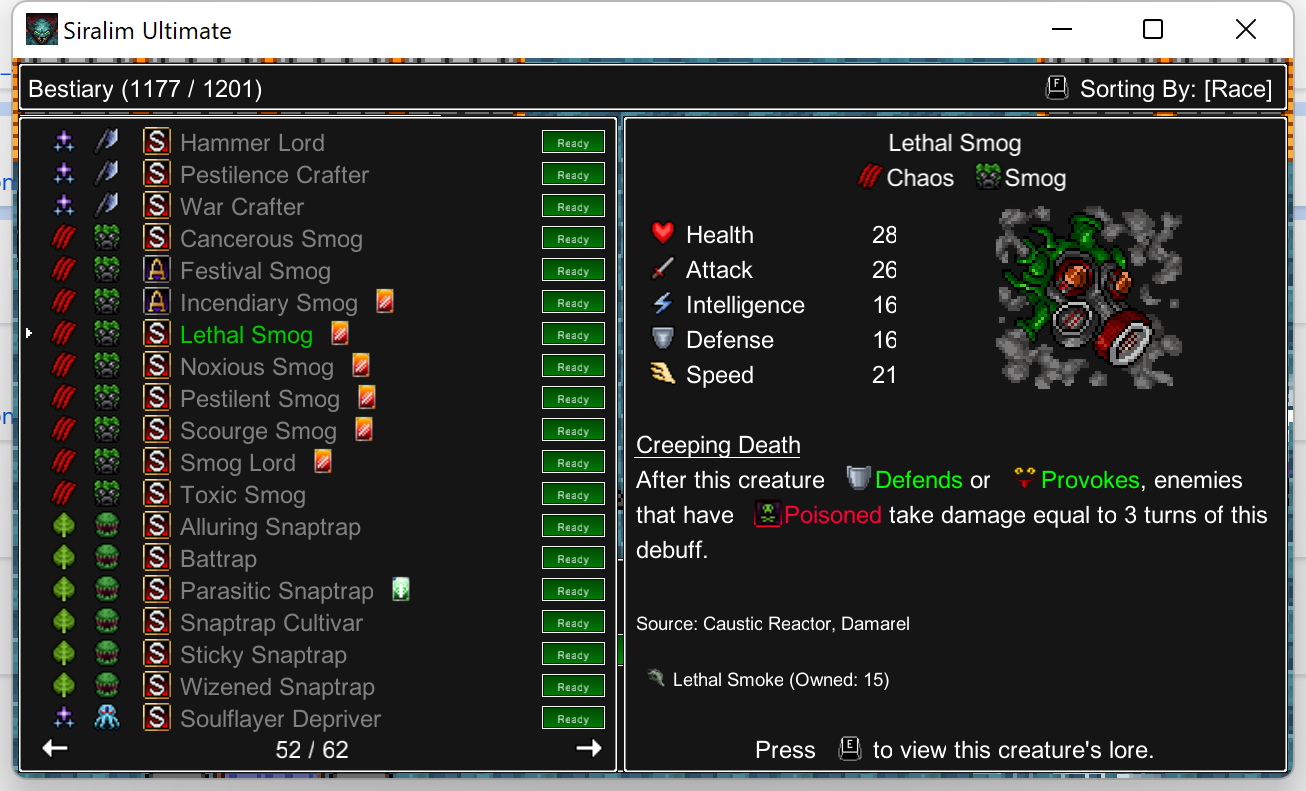 Siralim Ultimate
Bestiary (1177 / 1201)
F Sorting By: [Race]
S Hammer Lord Ready
S Pestilence Crafter Ready
S War Crafter Ready
S Cancerous Smog Ready
A Festival Smog Ready
A Incendiary Smog Ready
S Lethal Smog Ready
S Noxious Smog Ready
S Pestilent Smog Ready
S Scourge Smog Ready
S Smog Lord Ready
S Toxic Smog Ready
S Alluring Snaptrap Ready
S Battrap Ready
S Parasitic Snaptrap Ready
S Snaptrap Cultivar Ready
S Sticky Snaptrap Ready
S Wizened Snaptrap Ready
S Soulflayer Depriver Ready
52 / 62
Lethal Smog
Chaos Smog
Health 28
Attack 26
Intelligence 16
Defense 16
Speed 21
Creeping Death
After this creature Defends or Provokes, enemies
that have Poisoned take damage equal to 3 turns of this
debuff.
Source: Caustic Reactor, Damarel
Lethal Smoke (Owned: 15)
Press E to view this creature's lore.